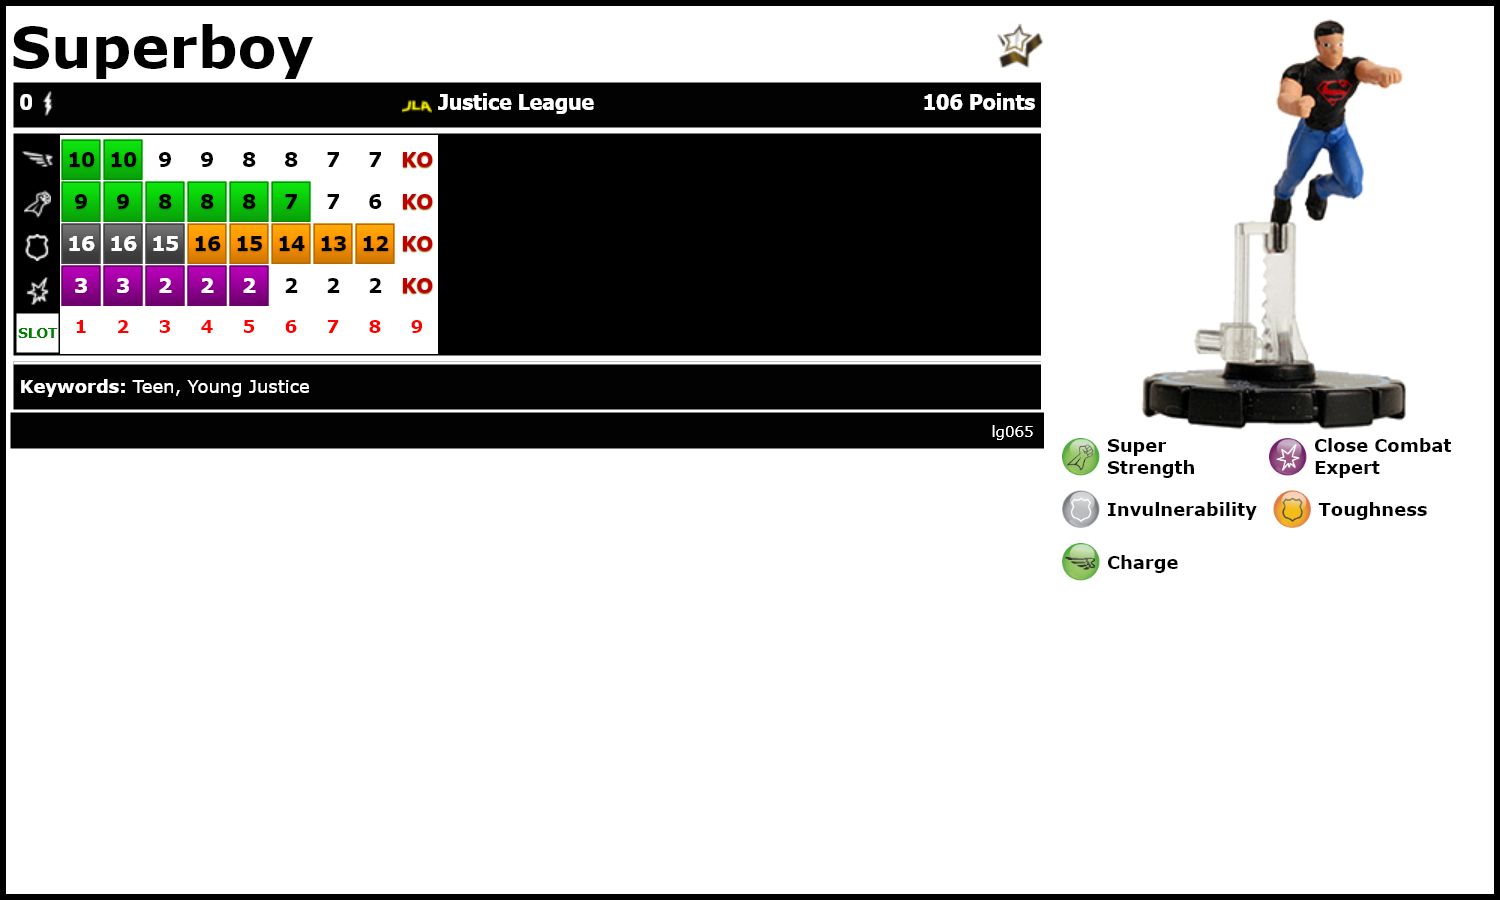 Superboy
0 JLA Justice League 106 Points
10 10 9 9 8 8 7 7 KO
9 9 8 8 8 7 7 6 KO
16 16 15 16 15 14 13 12 KO
3 3 2 2 2 2 2 2 KO
SLOT 1 2 3 4 5 6 7 8 9
Keywords: Teen, Young Justice
lg065
Super
Strength
Close Combat
Expert
Invulnerability
Toughness
Charge